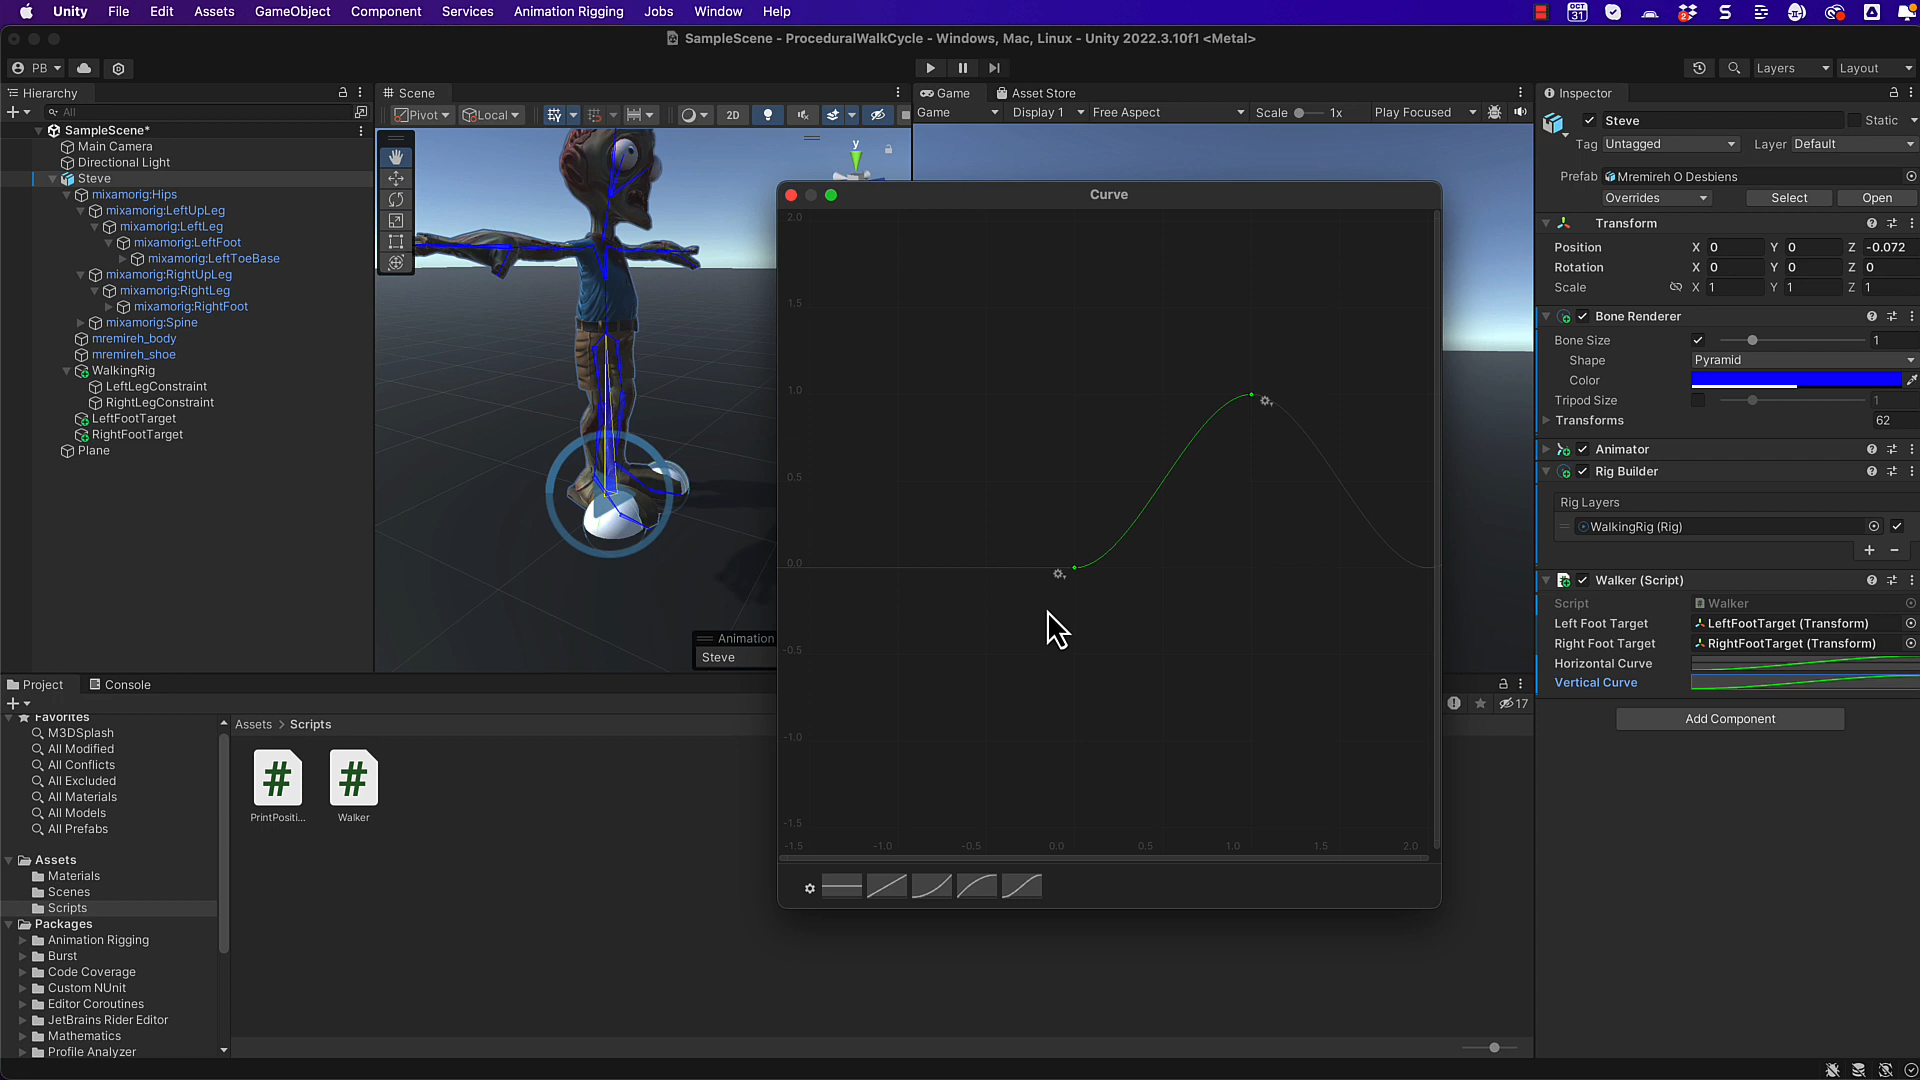 Unity File Edit Assets GameObject Component Services Animation Rigging Jobs Window Help
OCT 31
SampleScene - ProceduralWalkCycle - Windows, Mac, Linux - Unity 2022.3.10f1 <Metal>
PB
Layers
Layout
Hierarchy
All
SampleScene*
Main Camera
Directional Light
Steve
mixamorig:Hips
mixamorig:LeftUpLeg
mixamorig:LeftLeg
mixamorig:LeftFoot
mixamorig:LeftToeBase
mixamorig:RightUpLeg
mixamorig:RightLeg
mixamorig:RightFoot
mixamorig:Spine
mremireh_body
mremireh_shoe
WalkingRig
LeftLegConstraint
RightLegConstraint
LeftFootTarget
RightFootTarget
Plane
Scene
Pivot
Local
2D
y
Animation
Steve
Game
Asset Store
Game
Display 1
Free Aspect
Scale
1x
Play Focused
Curve
2.0
1.5
1.0
0.5
0.0
-0.5
-1.0
-1.5
-1.5 -1.0 -0.5 0.0 0.5 1.0 1.5 2.0
Inspector
Steve
Static
Tag Untagged
Layer Default
Prefab Mremireh O Desbiens
Overrides
Select
Open
Transform
Position X 0 Y 0 Z -0.072
Rotation X 0 Y 0 Z 0
Scale X 1 Y 1 Z 1
Bone Renderer
Bone Size 1
Shape Pyramid
Color
Tripod Size 1
Transforms 62
Animator
Rig Builder
Rig Layers
WalkingRig (Rig)
Walker (Script)
Script Walker
Left Foot Target LeftFootTarget (Transform)
Right Foot Target RightFootTarget (Transform)
Horizontal Curve
Vertical Curve
Add Component
Project
Console
17
Favorites
M3DSplash
All Modified
All Conflicts
All Excluded
All Materials
All Models
All Prefabs
Assets
Materials
Scenes
Scripts
Packages
Animation Rigging
Burst
Code Coverage
Custom NUnit
Editor Coroutines
JetBrains Rider Editor
Mathematics
Profile Analyzer
Assets > Scripts
PrintPositi...
Walker